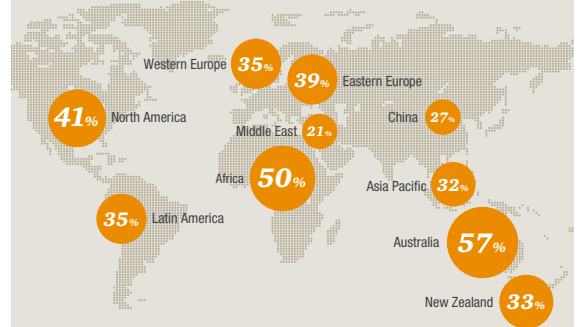 Western Europe 35%
39% Eastern Europe
41% North America
China 27%
Middle East 21%
Africa 50%
Asia Pacific 32%
35% Latin America
Australia 57%
New Zealand 33%